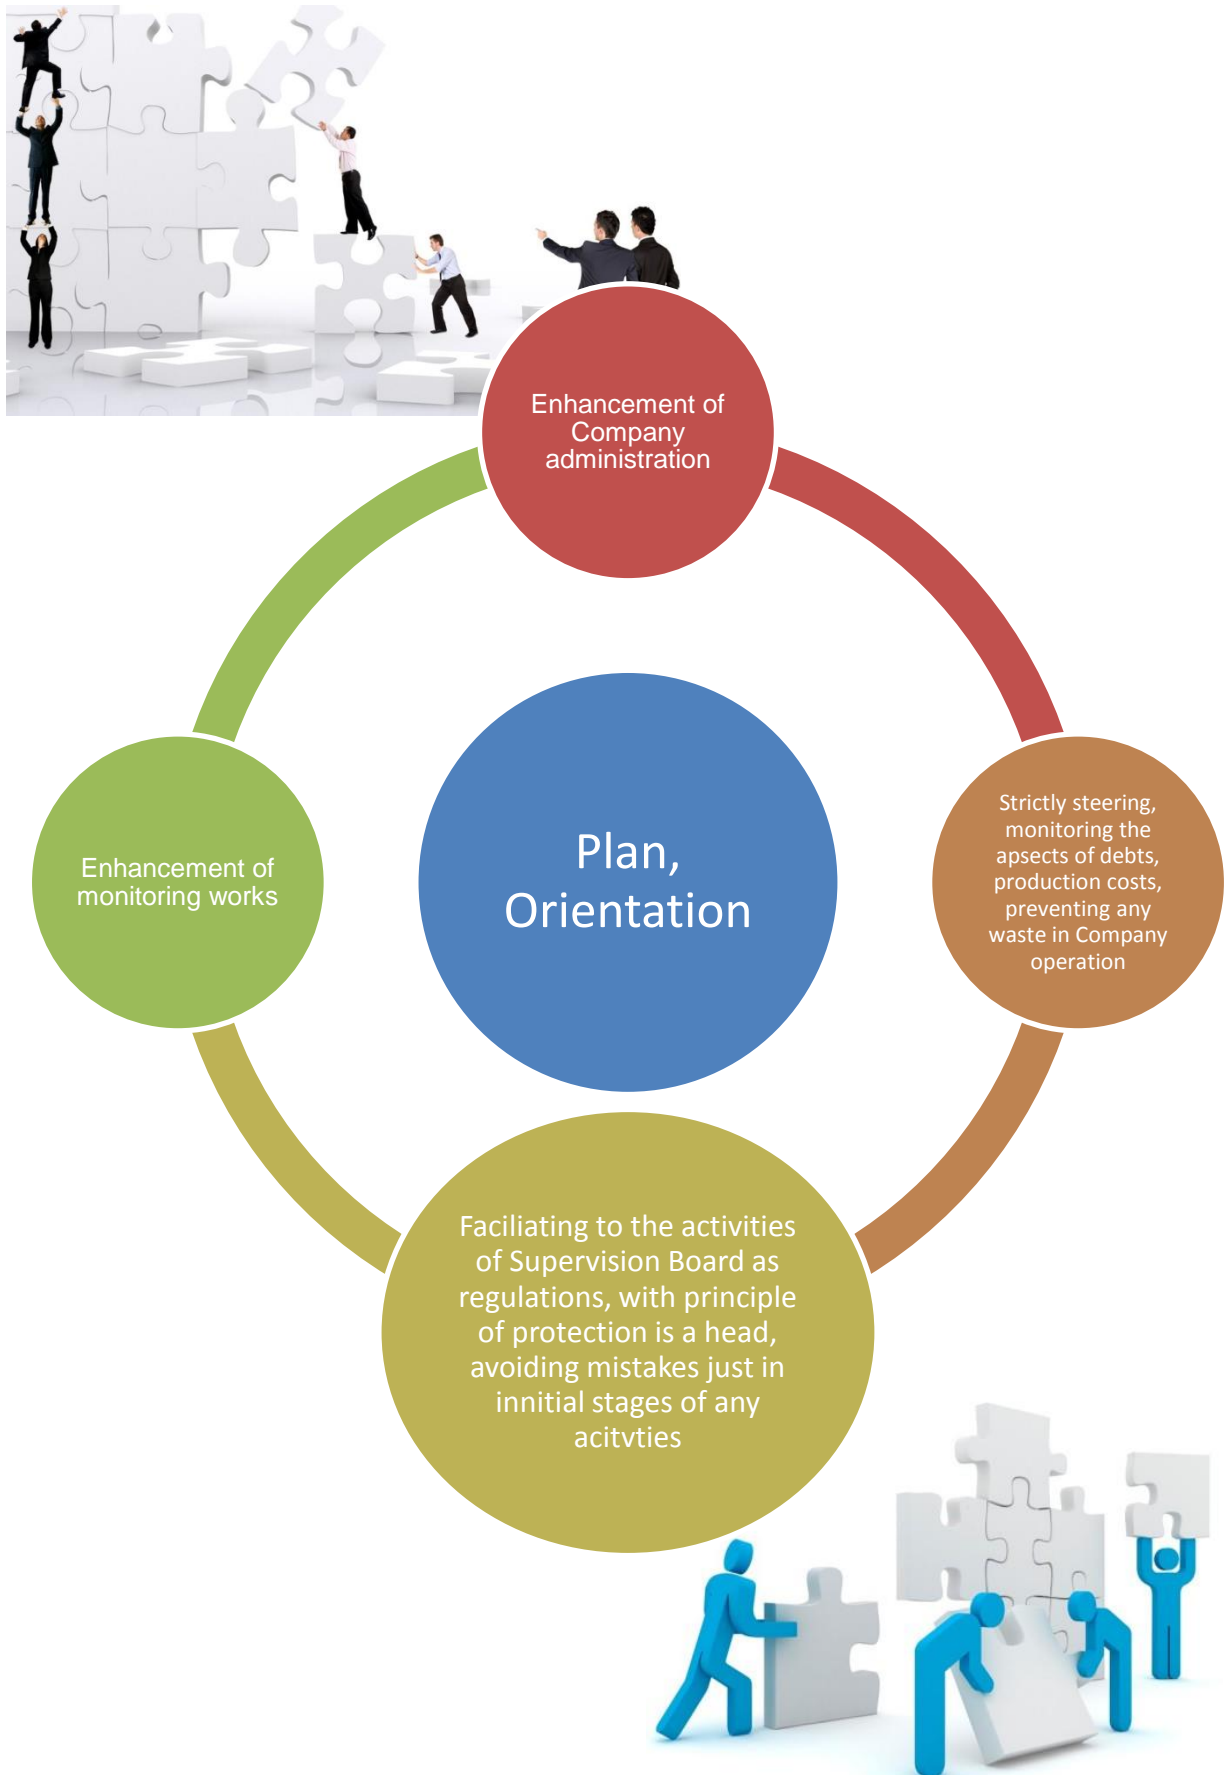 Enhancement of
Company
administration
Strictly steering,
monitoring the
apsects of debts,
production costs,
preventing any
waste in Company
operation
Enhancement of
monitoring works
Plan,
Orientation
Faciliating to the activities
of Supervision Board as
regulations, with principle
of protection is a head,
avoiding mistakes just in
innitial stages of any
acitvties